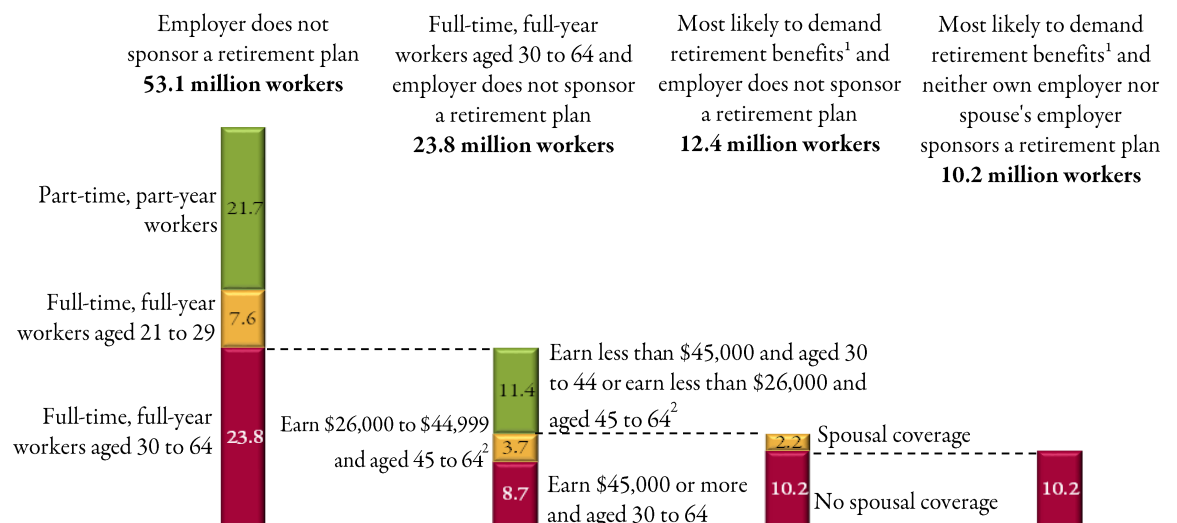 Employer does not
sponsor a retirement plan
53.1 million workers
Full-time, full-year
workers aged 30 to 64 and
employer does not sponsor
a retirement plan
23.8 million workers
Most likely to demand
retirement benefits¹ and
employer does not sponsor
a retirement plan
12.4 million workers
Most likely to demand
retirement benefits¹ and
neither own employer nor
spouse's employer
sponsors a retirement plan
10.2 million workers
Part-time, part-year
workers
21.7
Full-time, full-year
workers aged 21 to 29
7.6
Full-time, full-year
workers aged 30 to 64
23.8
11.4
Earn less than $45,000 and aged 30
to 44 or earn less than $26,000 and
aged 45 to 64²
Earn $26,000 to $44,999
and aged 45 to 64²
3.7
8.7
Earn $45,000 or more
and aged 30 to 64
2.2
Spousal coverage
10.2
No spousal coverage
10.2